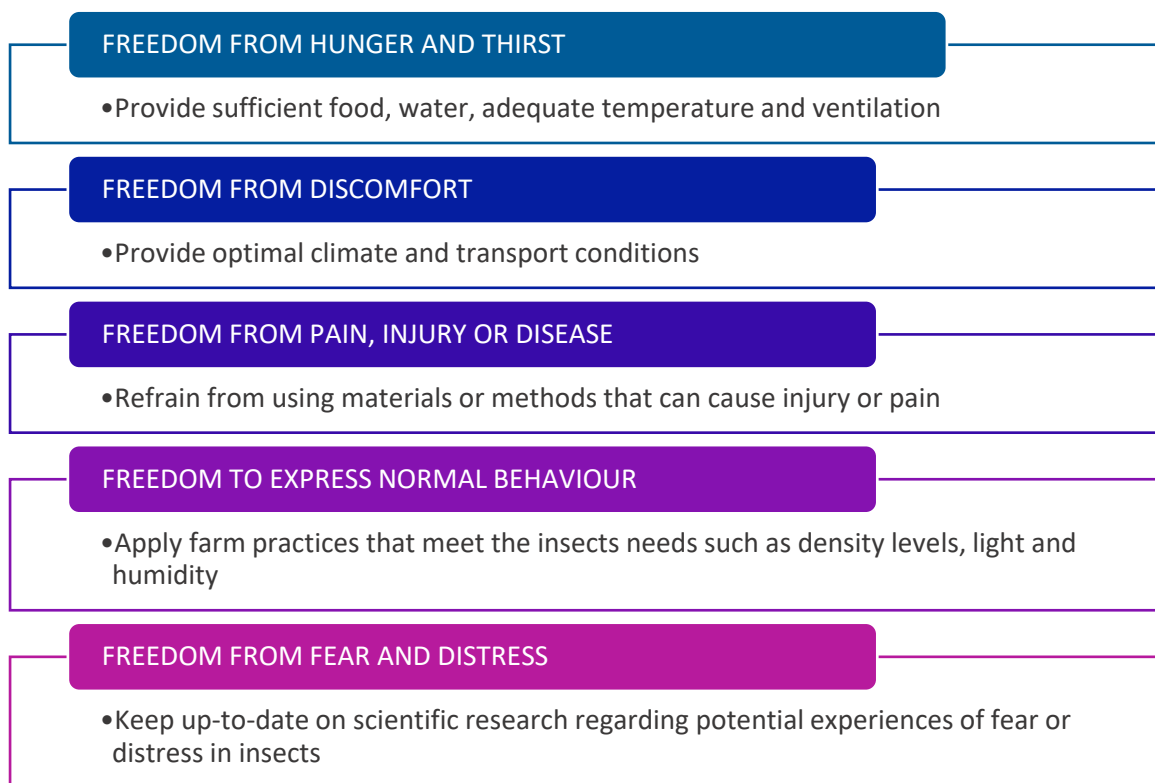 FREEDOM FROM HUNGER AND THIRST
•Provide sufficient food, water, adequate temperature and ventilation
FREEDOM FROM DISCOMFORT
•Provide optimal climate and transport conditions
FREEDOM FROM PAIN, INJURY OR DISEASE
•Refrain from using materials or methods that can cause injury or pain
FREEDOM TO EXPRESS NORMAL BEHAVIOUR
•Apply farm practices that meet the insects needs such as density levels, light and
humidity
FREEDOM FROM FEAR AND DISTRESS
•Keep up-to-date on scientific research regarding potential experiences of fear or
distress in insects